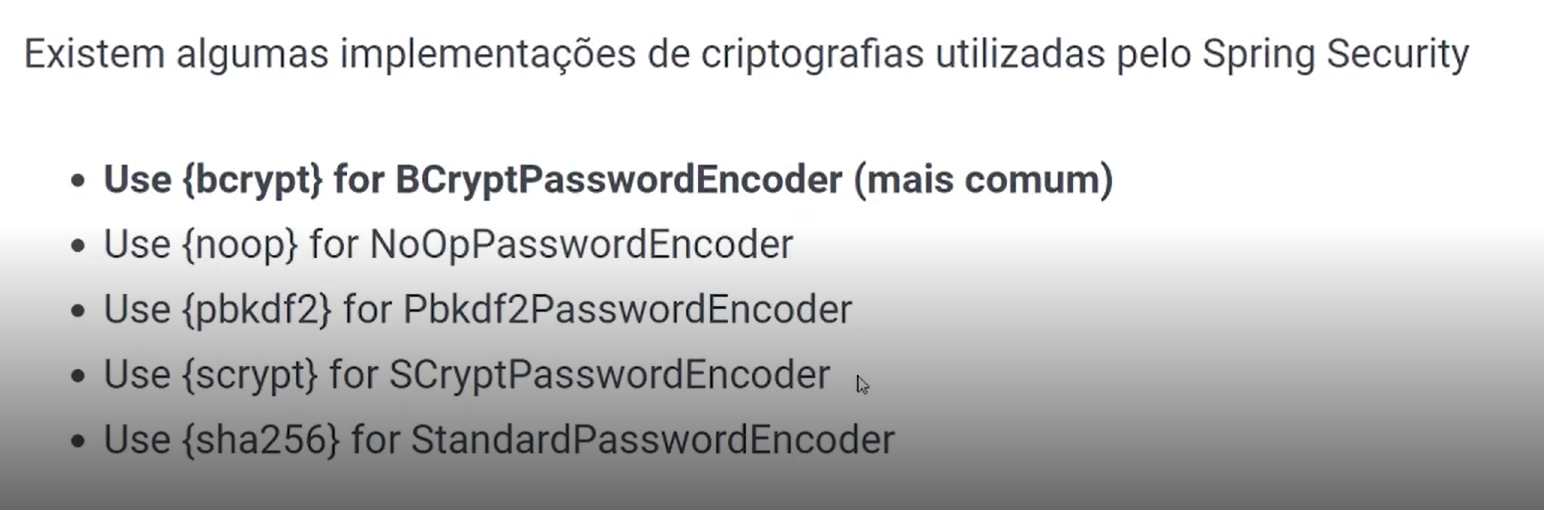 Existem algumas implementações de criptografias utilizadas pelo Spring Security
• Use {bcrypt} for BCryptPasswordEncoder (mais comum)
• Use {noop} for NoOpPasswordEncoder
• Use {pbkdf2} for Pbkdf2PasswordEncoder
• Use {scrypt} for SCryptPasswordEncoder
• Use {sha256} for StandardPasswordEncoder